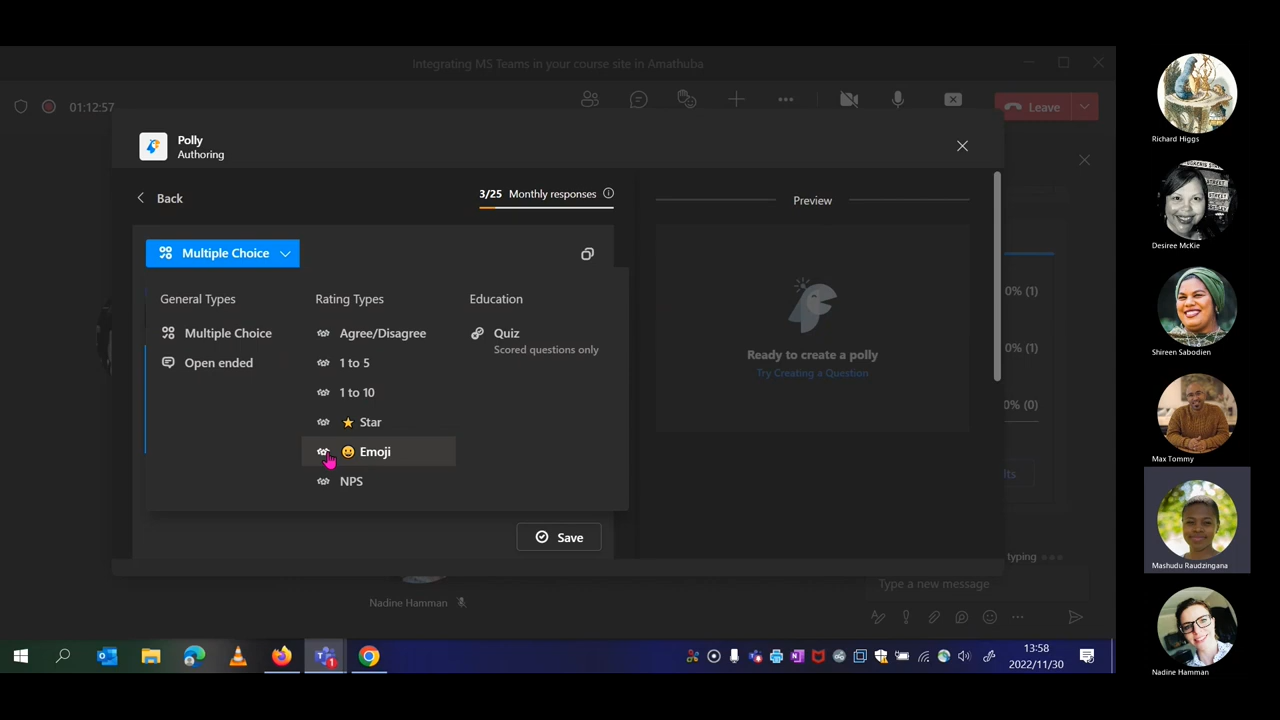 Integrating MS Teams in your course site in Amathuba
01:12:57
Leave
Polly
Authoring
Back
3/25 Monthly responses
Preview
Multiple Choice
General Types
Multiple Choice
Open ended
Rating Types
Agree/Disagree
1 to 5
1 to 10
Star
Emoji
NPS
Education
Quiz
Scored questions only
Ready to create a polly
Try Creating a Question
0% (1)
0% (1)
0% (0)
lts
Save
typing
Type a new message
Nadine Hamman
1
13:58
2022/11/30
Richard Higgs
Desiree McKie
Shireen Sabodien
Max Tommy
Mashudu Raudzingana
Nadine Hamman